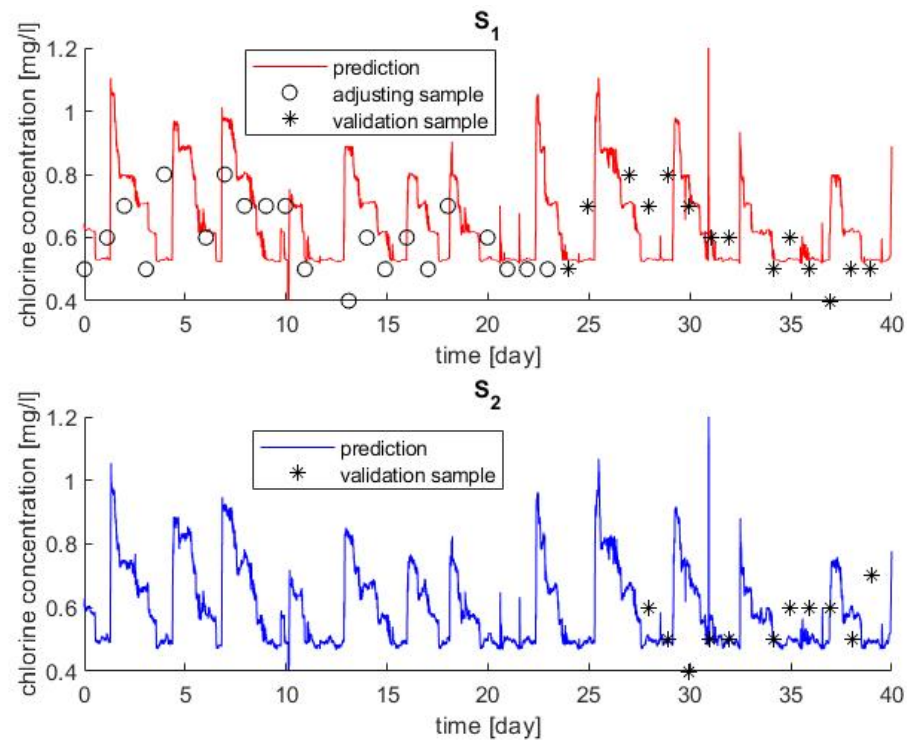 S1
chlorine concentration [mg/l]
1.2
1
0.8
0.6
0.4
prediction
adjusting sample
validation sample
0 5 10 15 20 25 30 35 40
time [day]
S2
chlorine concentration [mg/l]
1.2
1
0.8
0.6
0.4
prediction
validation sample
0 5 10 15 20 25 30 35 40
time [day]